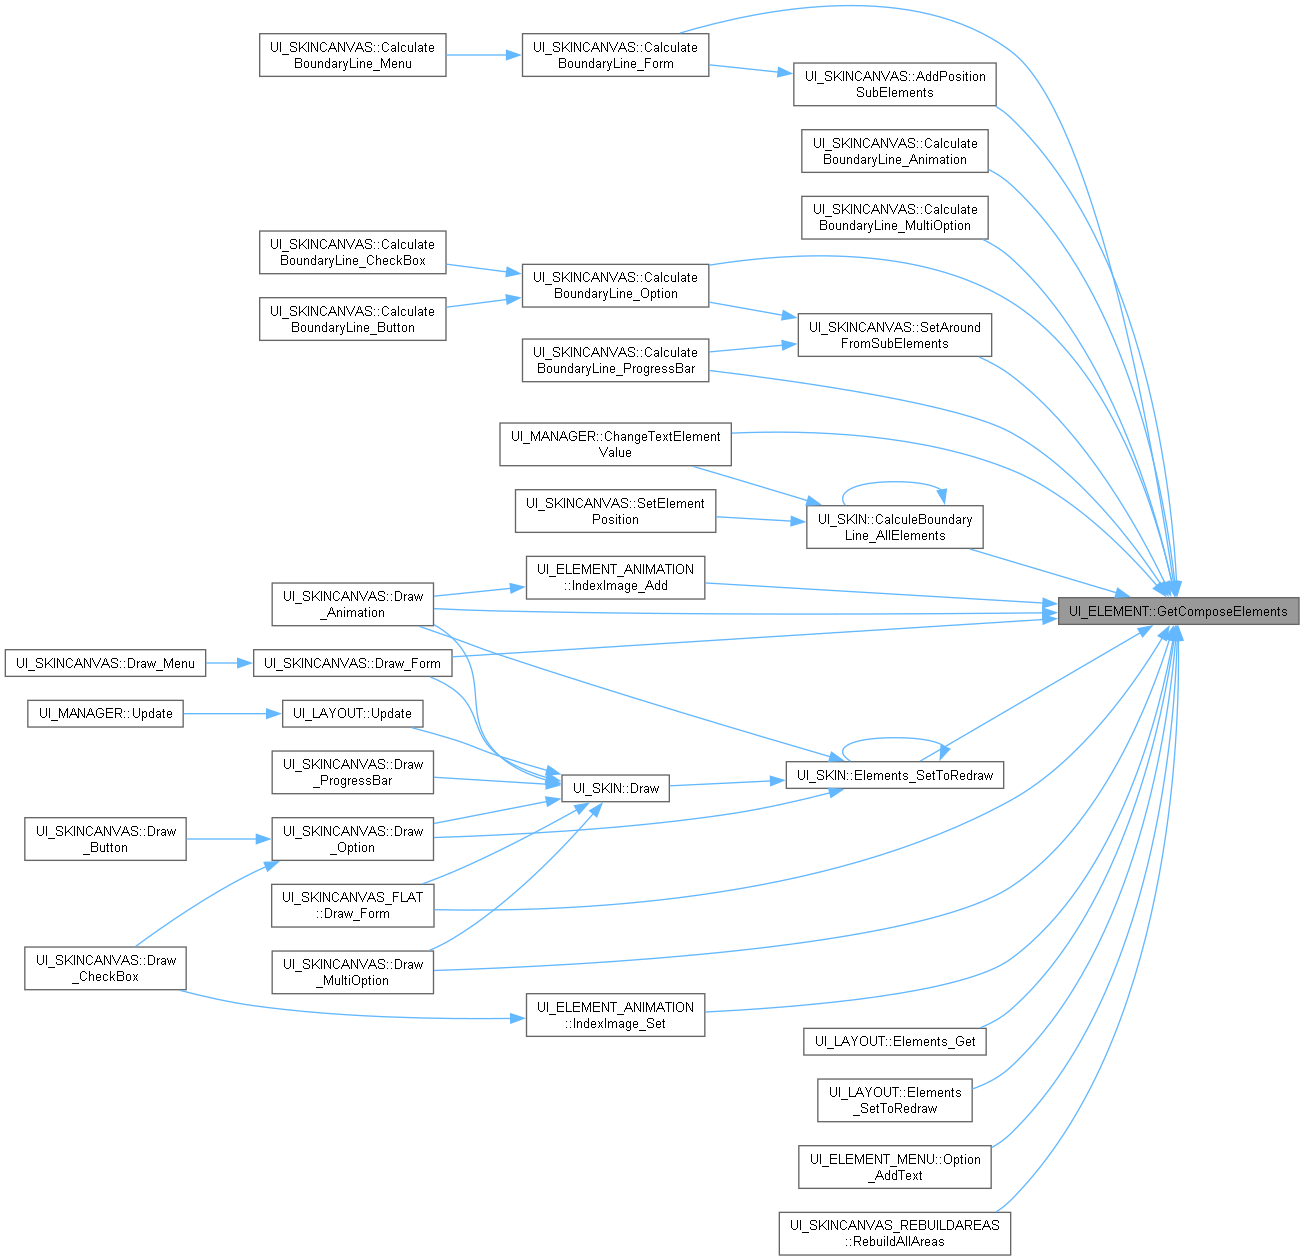 UI_SKINCANVAS::Calculate
BoundaryLine_Menu
UI_SKINCANVAS::Calculate
BoundaryLine_Form
UI_SKINCANVAS::AddPosition
SubElements
UI_SKINCANVAS::Calculate
BoundaryLine_Animation
UI_SKINCANVAS::Calculate
BoundaryLine_MultiOption
UI_SKINCANVAS::Calculate
BoundaryLine_CheckBox
UI_SKINCANVAS::Calculate
BoundaryLine_Option
UI_SKINCANVAS::Calculate
BoundaryLine_Button
UI_SKINCANVAS::SetAround
FromSubElements
UI_SKINCANVAS::Calculate
BoundaryLine_ProgressBar
UI_MANAGER::ChangeTextElement
Value
UI_SKINCANVAS::SetElement
Position
UI_SKIN::CalculeBoundary
Line_AllElements
UI_ELEMENT_ANIMATION
::IndexImage_Add
UI_SKINCANVAS::Draw
_Animation
UI_ELEMENT::GetComposeElements
UI_SKINCANVAS::Draw_Menu
UI_SKINCANVAS::Draw_Form
UI_MANAGER::Update
UI_LAYOUT::Update
UI_SKINCANVAS::Draw
_ProgressBar
UI_SKIN::Draw
UI_SKIN::Elements_SetToRedraw
UI_SKINCANVAS::Draw
_Button
UI_SKINCANVAS::Draw
_Option
UI_SKINCANVAS_FLAT
::Draw_Form
UI_SKINCANVAS::Draw
_CheckBox
UI_SKINCANVAS::Draw
_MultiOption
UI_ELEMENT_ANIMATION
::IndexImage_Set
UI_LAYOUT::Elements_Get
UI_LAYOUT::Elements
_SetToRedraw
UI_ELEMENT_MENU::Option
_AddText
UI_SKINCANVAS_REBUILDAREAS
::RebuildAllAreas